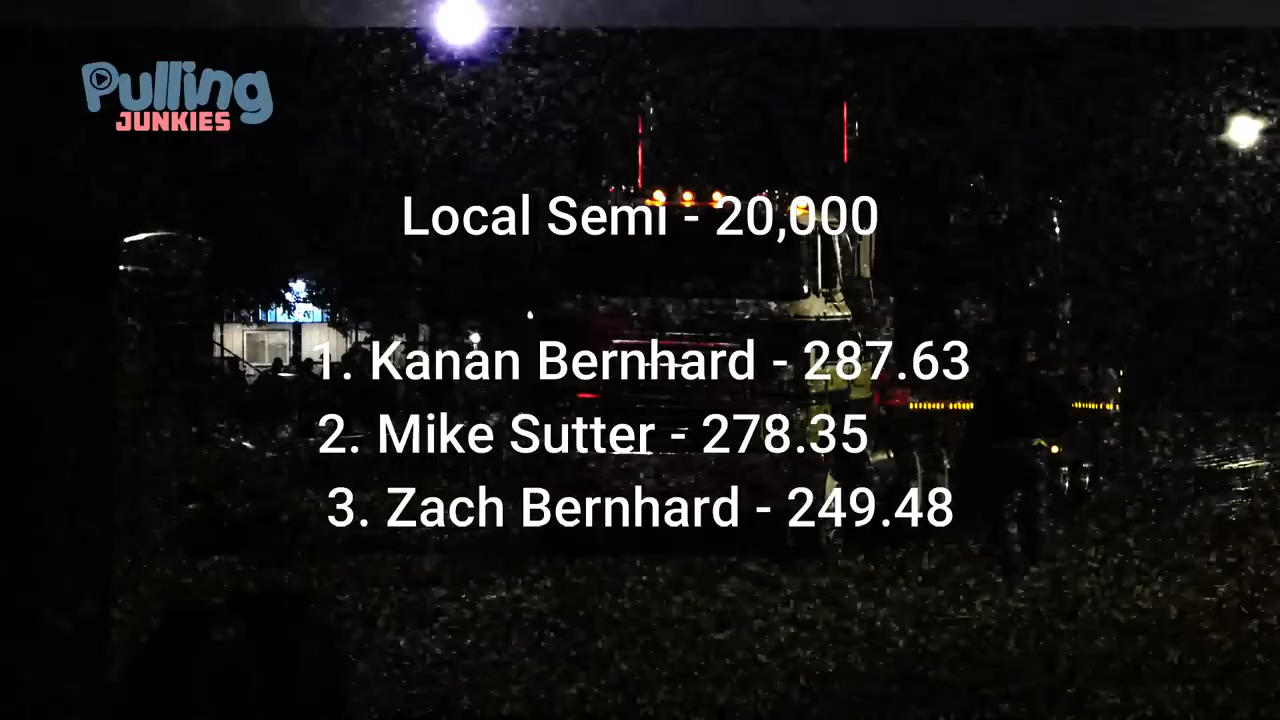 Pulling
JUNKIES
Local Semi - 20,000
1. Kanan Bernhard - 287.63
2. Mike Sutter - 278.35
3. Zach Bernhard - 249.48